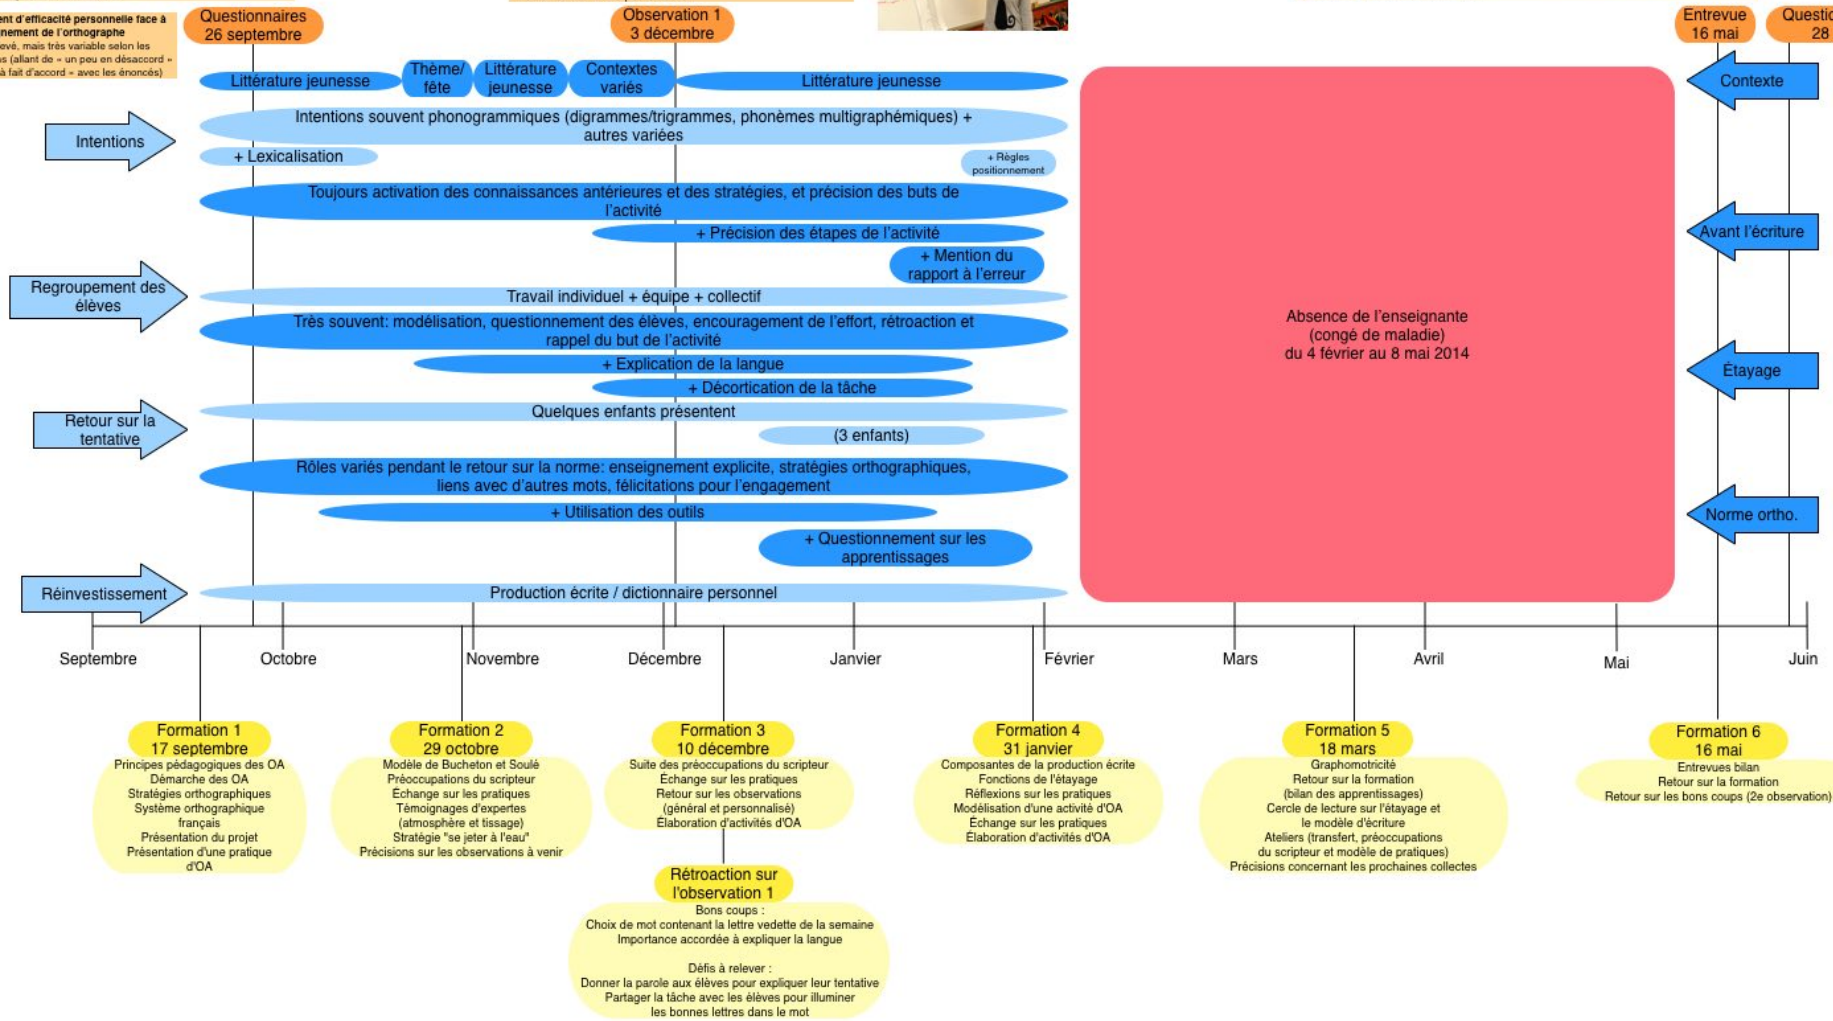 Questionnaires
26 septembre
Observation 1
3 décembre
Entrevue
16 mai
28
d'efficacité personnelle face à
de l'orthographe
mais très variable selon les
(allant de « un peu en désaccord »
à fait d'accord » avec les énoncés)
Littérature jeunesse
Thème/
fête
Littérature
jeunesse
Contextes
variés
Littérature jeunesse
Contexte
Intentions
Intentions souvent phonogrammiques (digrammes/trigrammes, phonèmes multigraphémiques) +
autres variées
+ Lexicalisation
+ Règles
positionnement
Toujours activation des connaissances antérieures et des stratégies, et précision des buts de
l'activité
+ Précision des étapes de l'activité
Avant l'écriture
+ Mention du
rapport à l'erreur
Regroupement des
élèves
Travail individuel + équipe + collectif
Très souvent: modélisation, questionnement des élèves, encouragement de l'effort, rétroaction et
rappel du but de l'activité
+ Explication de la langue
+ Décortication de la tâche
Étayage
Absence de l'enseignante
(congé de maladie)
du 4 février au 8 mai 2014
Retour sur la
tentative
Quelques enfants présentent
(3 enfants)
Rôles variés pendant le retour sur la norme: enseignement explicite, stratégies orthographiques,
liens avec d'autres mots, félicitations pour l'engagement
+ Utilisation des outils
Norme ortho.
+ Questionnement sur les
apprentissages
Réinvestissement
Production écrite / dictionnaire personnel
Septembre
Octobre
Novembre
Décembre
Janvier
Février
Mars
Avril
Mai
Juin
Formation 1
17 septembre
Principes pédagogiques des OA
Démarche des OA
Stratégies orthographiques
Système orthographique
français
Présentation du projet
Présentation d'une pratique
d'OA
Formation 2
29 octobre
Modèle de Bucheton et Soulé
Préoccupations du scripteur
Échange sur les pratiques
Témoignages d'expertes
(atmosphère et tissage)
Stratégie "se jeter à l'eau"
Précisions sur les observations à venir
Formation 3
10 décembre
Suite des préoccupations du scripteur
Échange sur les pratiques
Retour sur les observations
(général et personnalisé)
Élaboration d'activités d'OA
Rétroaction sur
l'observation 1
Bons coups :
Choix de mot contenant la lettre vedette de la semaine
Importance accordée à expliquer la langue
Défis à relever :
Donner la parole aux élèves pour expliquer leur tentative
Partager la tâche avec les élèves pour illuminer
les bonnes lettres dans le mot
Formation 4
31 janvier
Composantes de la production écrite
Fonctions de l'étayage
Réflexions sur les pratiques
Modélisation d'une activité d'OA
Échange sur les pratiques
Élaboration d'activités d'OA
Formation 5
18 mars
Graphomotricité
Retour sur la formation
(bilan des apprentissages)
Cercle de lecture sur l'étayage et
le modèle d'écriture
Ateliers (transfert, préoccupations
du scripteur et modèle de pratiques)
Précisions concernant les prochaines collectes
Formation 6
16 mai
Entrevues bilan
Retour sur la formation
Retour sur les bons coups (2e observation)